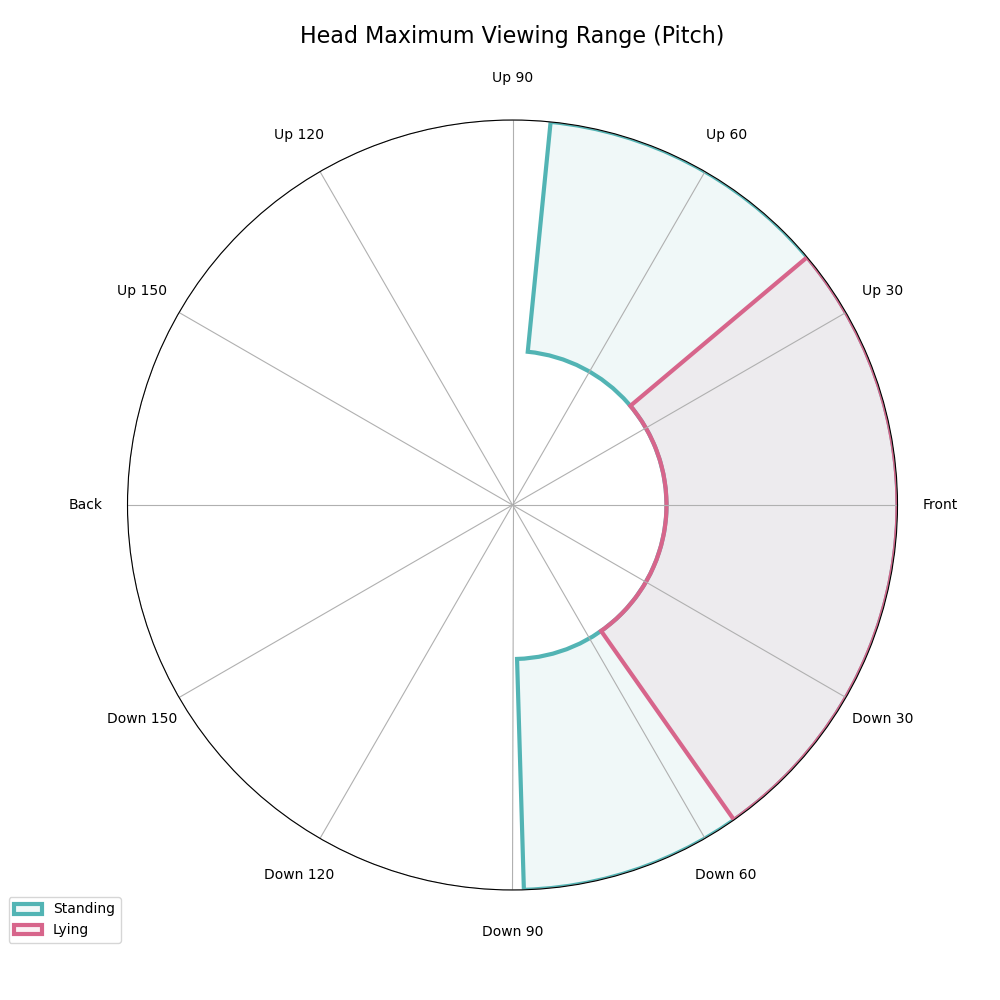 Head Maximum Viewing Range (Pitch)
Up 90
Up 120
Up 60
Up 150
Up 30
Back
Front
Down 150
Down 30
Down 120
Down 60
Down 90
Standing
Lying